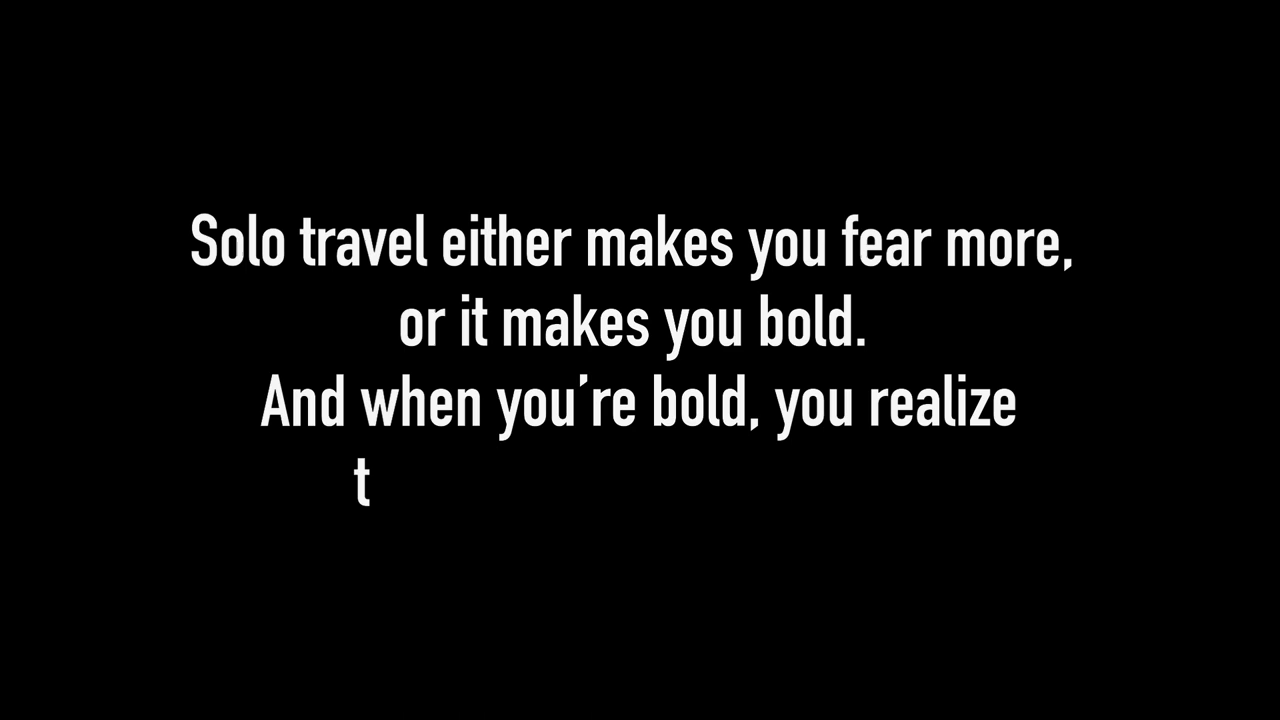 Solo travel either makes you fear more,
or it makes you bold.
And when you’re bold, you realize
t